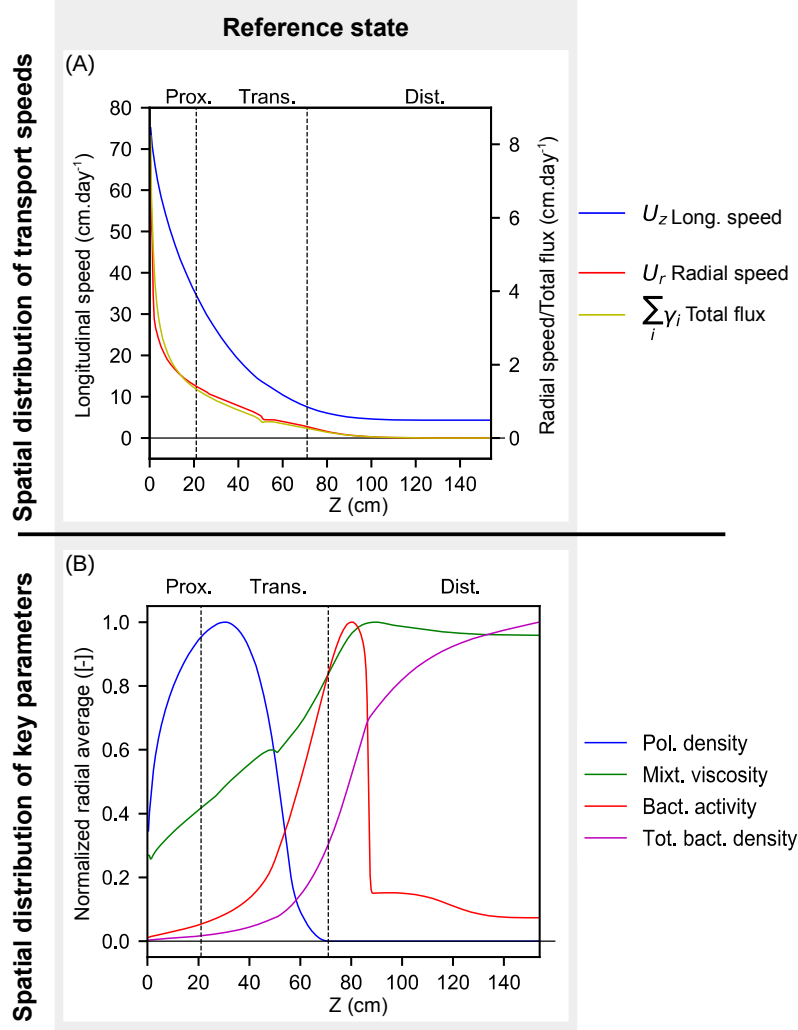 Reference state
Spatial distribution of transport speeds
(A)
Prox. Trans. Dist.
Longitudinal speed (cm.day⁻¹)
80
70
60
50
40
30
20
10
0
8
6
4
2
0
Radial speed/Total flux (cm.day⁻¹)
0 20 40 60 80 100 120 140
Z (cm)
U_z Long. speed
U_r Radial speed
∑_i γ_i Total flux
Spatial distribution of key parameters
(B)
Prox. Trans. Dist.
Normalized radial average ([-])
1.0
0.8
0.6
0.4
0.2
0.0
0 20 40 60 80 100 120 140
Z (cm)
Pol. density
Mixt. viscosity
Bact. activity
Tot. bact. density